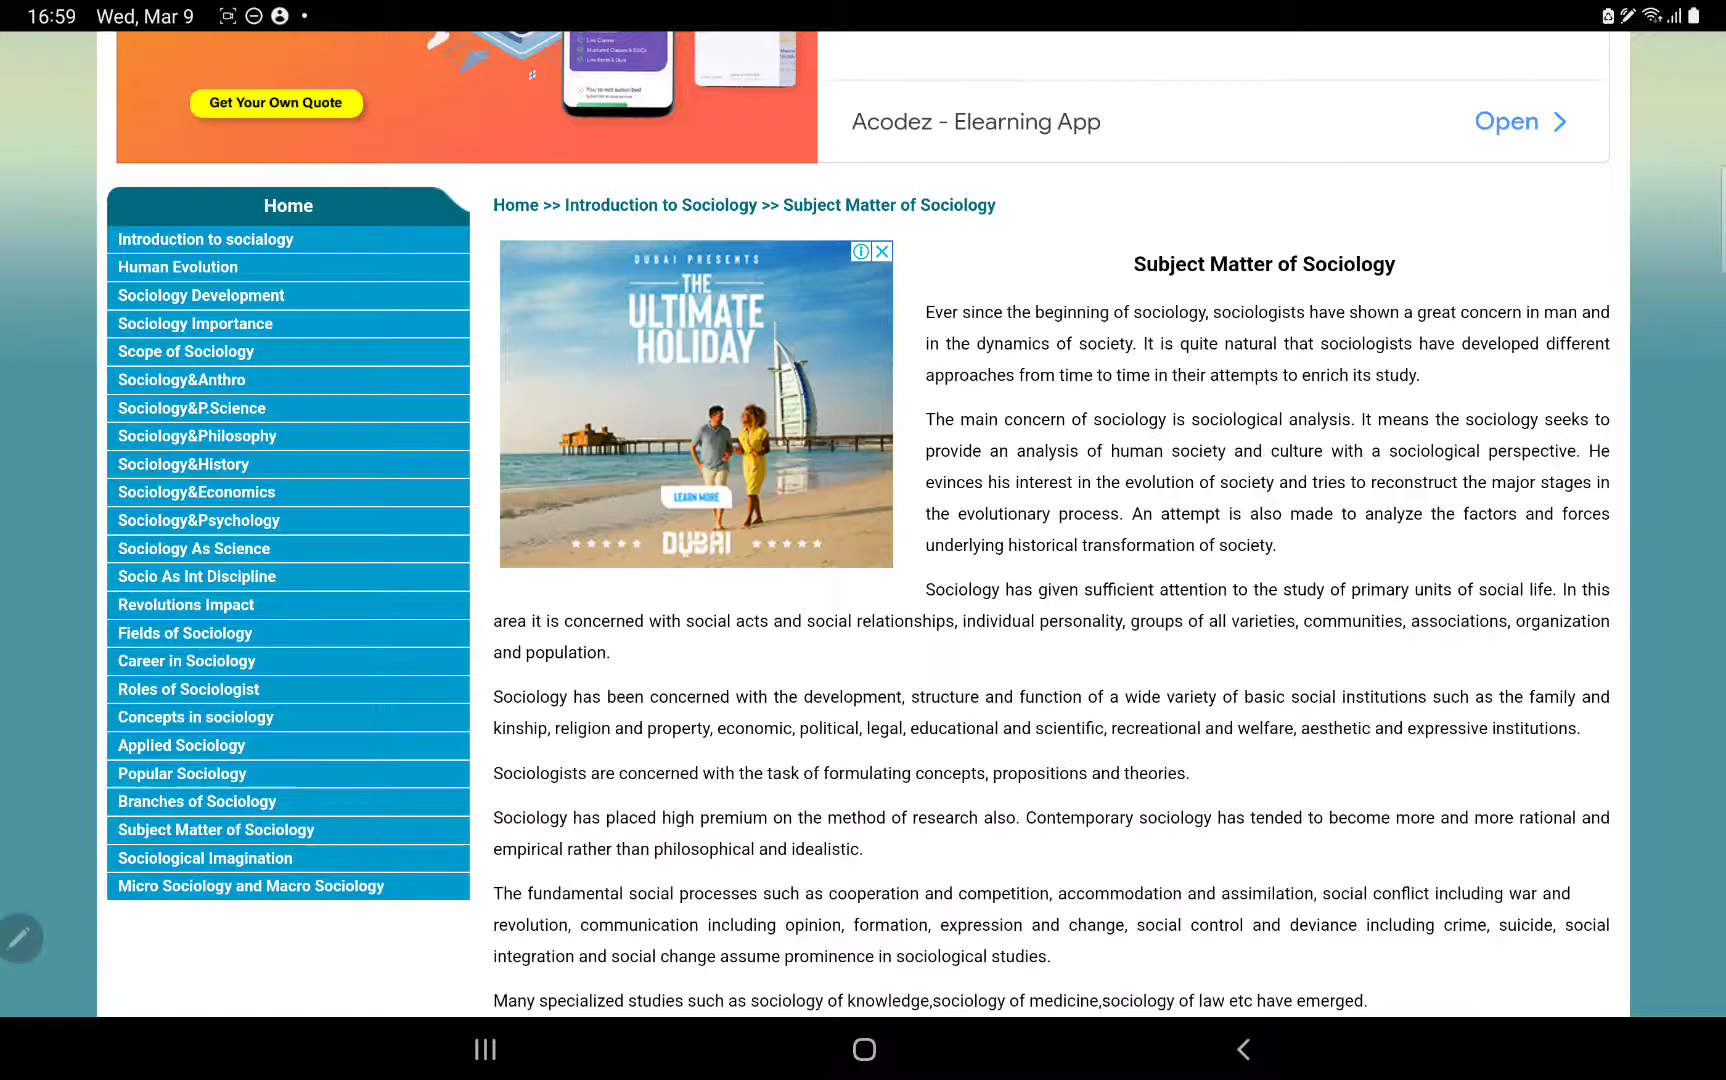 16:59 Wed, Mar 9
Live Classes
You're not subscribed
Get Your Own Quote
Acodez - Elearning App
Open
Home
Introduction to socialogy
Human Evolution
Sociology Development
Sociology Importance
Scope of Sociology
Sociology&Anthro
Sociology&P.Science
Sociology&Philosophy
Sociology&History
Sociology&Economics
Sociology&Psychology
Sociology As Science
Socio As Int Discipline
Revolutions Impact
Fields of Sociology
Career in Sociology
Roles of Sociologist
Concepts in sociology
Applied Sociology
Popular Sociology
Branches of Sociology
Subject Matter of Sociology
Sociological Imagination
Micro Sociology and Macro Sociology
Home >> Introduction to Sociology >> Subject Matter of Sociology
DUBAI PRESENTS
THE
ULTIMATE
HOLIDAY
LEARN MORE
DUBAI
Subject Matter of Sociology
Ever since the beginning of sociology, sociologists have shown a great concern in man and
in the dynamics of society. It is quite natural that sociologists have developed different
approaches from time to time in their attempts to enrich its study.
The main concern of sociology is sociological analysis. It means the sociology seeks to
provide an analysis of human society and culture with a sociological perspective. He
evinces his interest in the evolution of society and tries to reconstruct the major stages in
the evolutionary process. An attempt is also made to analyze the factors and forces
underlying historical transformation of society.
Sociology has given sufficient attention to the study of primary units of social life. In this
area it is concerned with social acts and social relationships, individual personality, groups of all varieties, communities, associations, organization
and population.
Sociology has been concerned with the development, structure and function of a wide variety of basic social institutions such as the family and
kinship, religion and property, economic, political, legal, educational and scientific, recreational and welfare, aesthetic and expressive institutions.
Sociologists are concerned with the task of formulating concepts, propositions and theories.
Sociology has placed high premium on the method of research also. Contemporary sociology has tended to become more and more rational and
empirical rather than philosophical and idealistic.
The fundamental social processes such as cooperation and competition, accommodation and assimilation, social conflict including war and
revolution, communication including opinion, formation, expression and change, social control and deviance including crime, suicide, social
integration and social change assume prominence in sociological studies.
Many specialized studies such as sociology of knowledge,sociology of medicine,sociology of law etc have emerged.